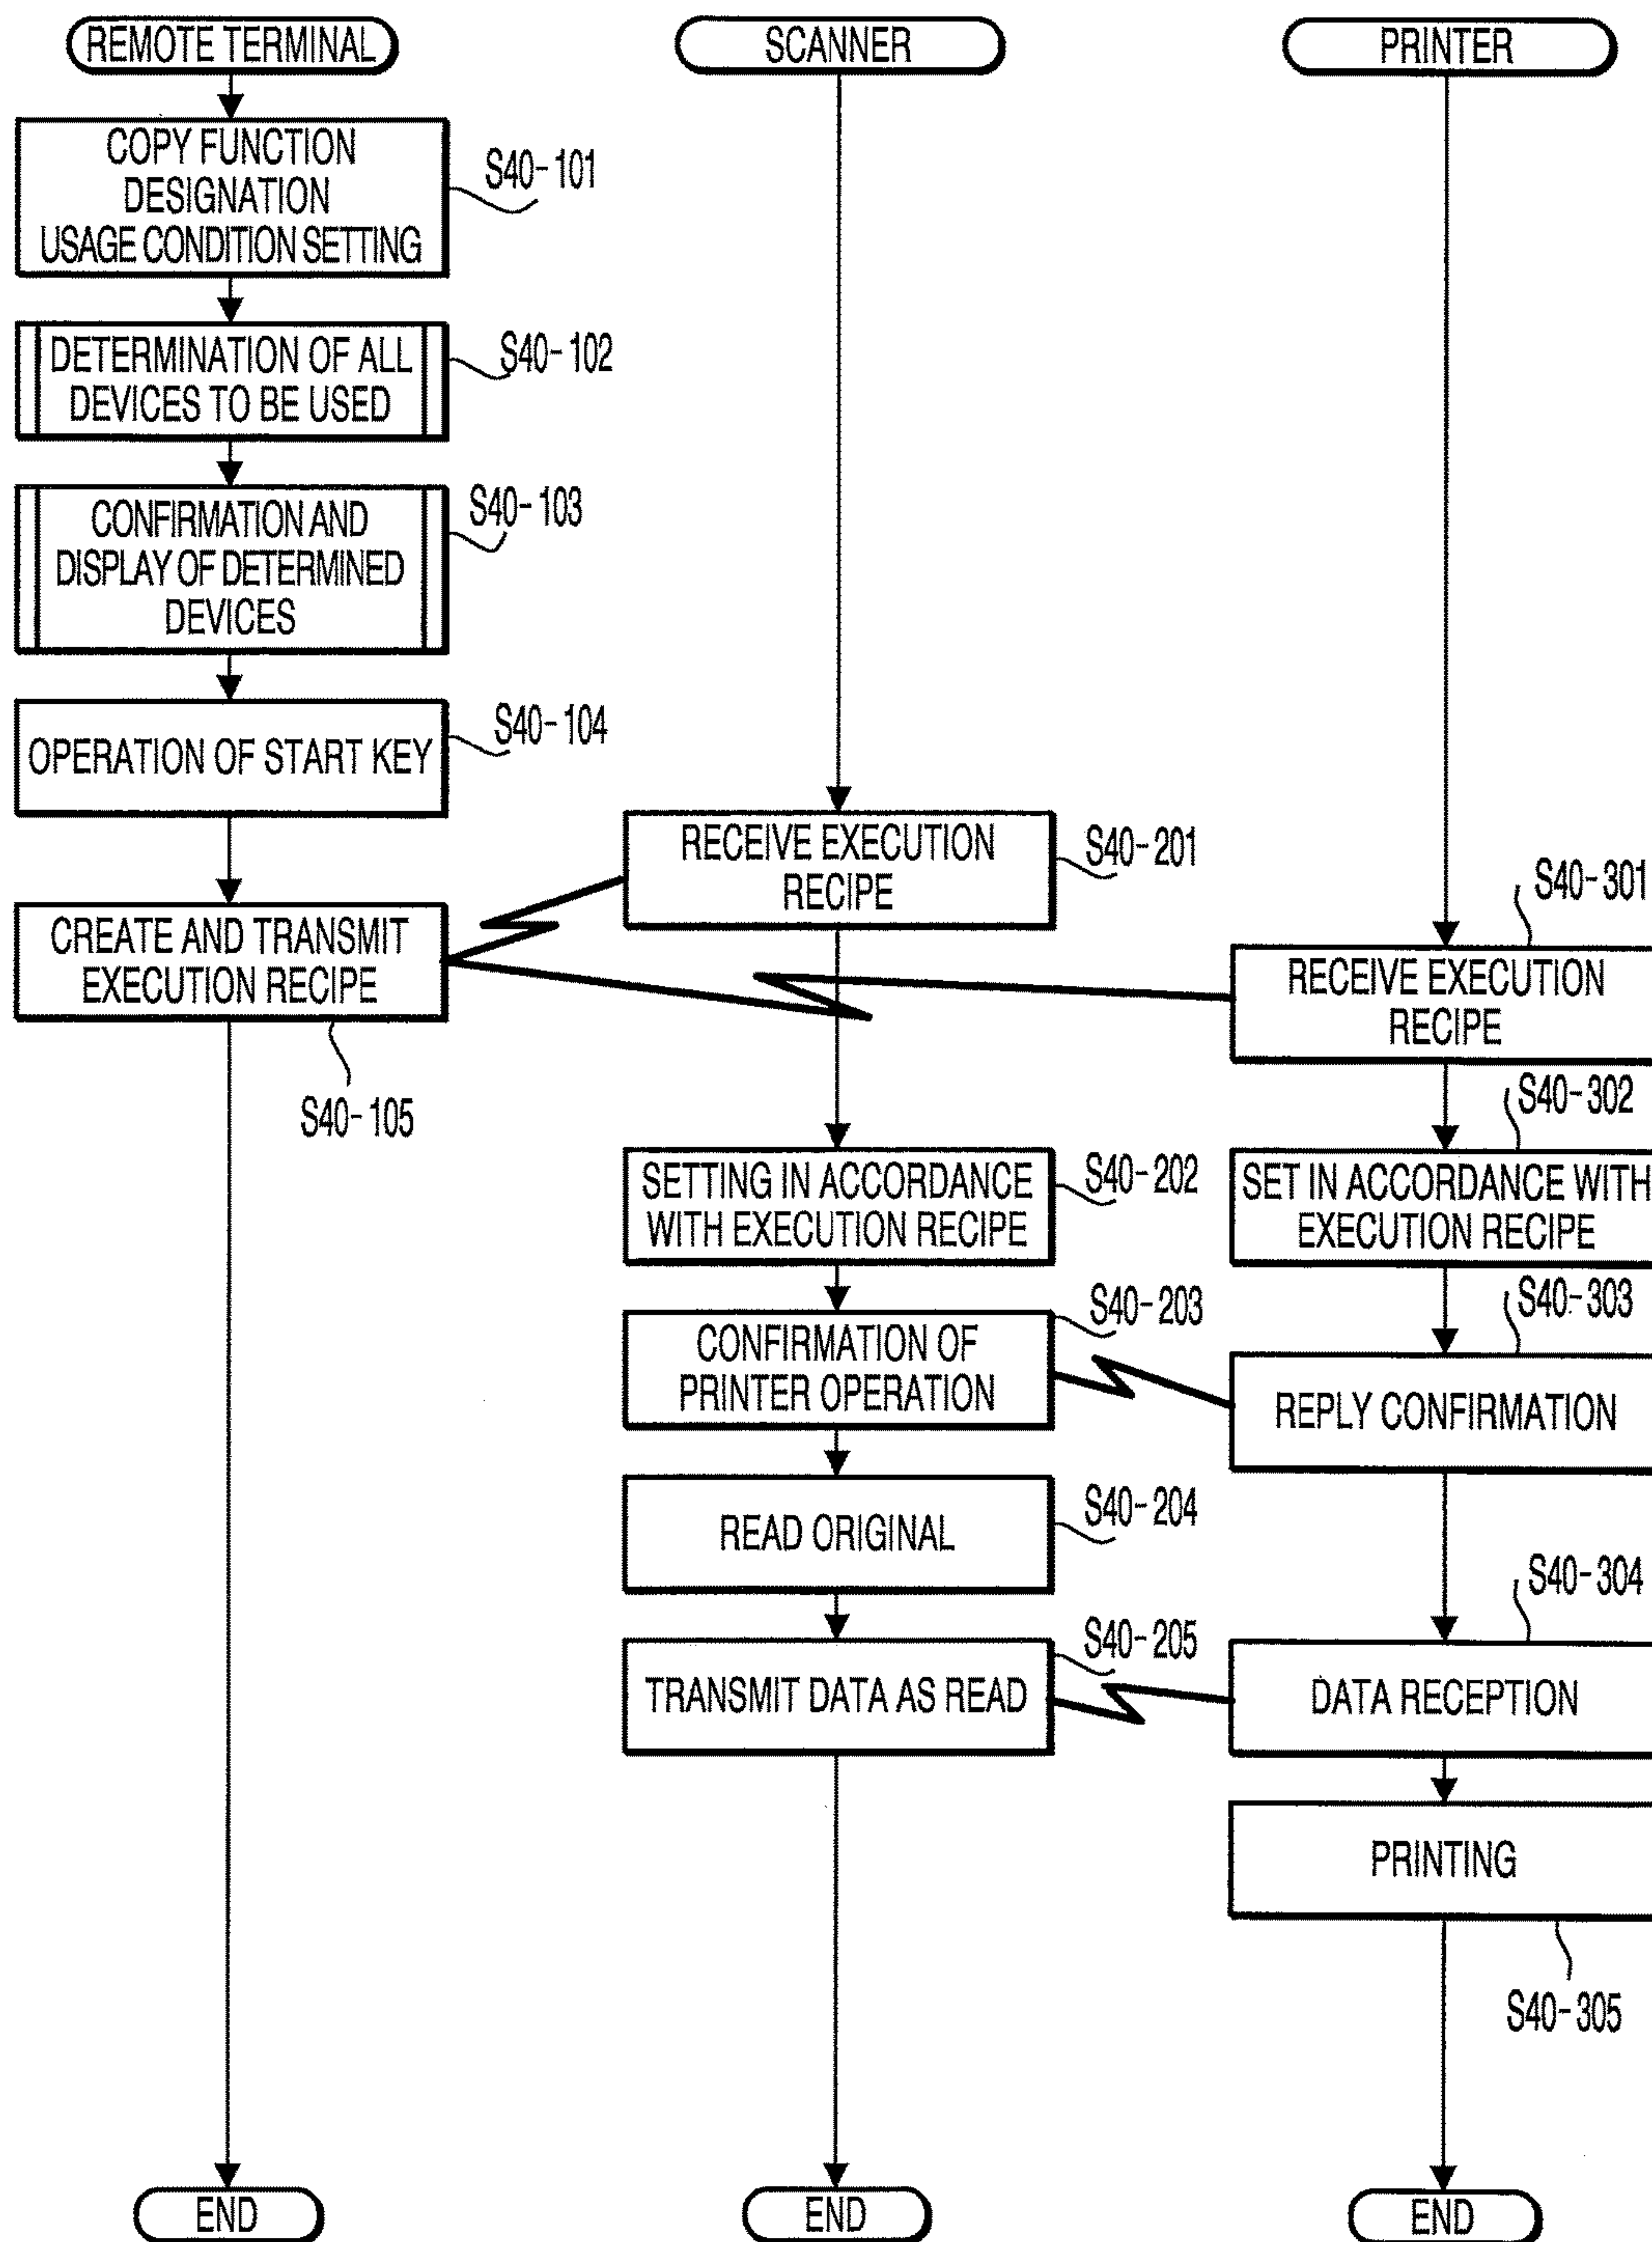 REMOTE TERMINAL
COPY FUNCTION
DESIGNATION
USAGE CONDITION SETTING
S40-101
DETERMINATION OF ALL
DEVICES TO BE USED
S40-102
CONFIRMATION AND
DISPLAY OF DETERMINED
DEVICES
S40-103
OPERATION OF START KEY
S40-104
CREATE AND TRANSMIT
EXECUTION RECIPE
S40-105
END
SCANNER
RECEIVE EXECUTION
RECIPE
S40-201
SETTING IN ACCORDANCE
WITH EXECUTION RECIPE
S40-202
CONFIRMATION OF
PRINTER OPERATION
S40-203
READ ORIGINAL
S40-204
TRANSMIT DATA AS READ
S40-205
END
PRINTER
S40-301
RECEIVE EXECUTION
RECIPE
S40-302
SET IN ACCORDANCE WITH
EXECUTION RECIPE
S40-303
REPLY CONFIRMATION
S40-304
DATA RECEPTION
PRINTING
S40-305
END